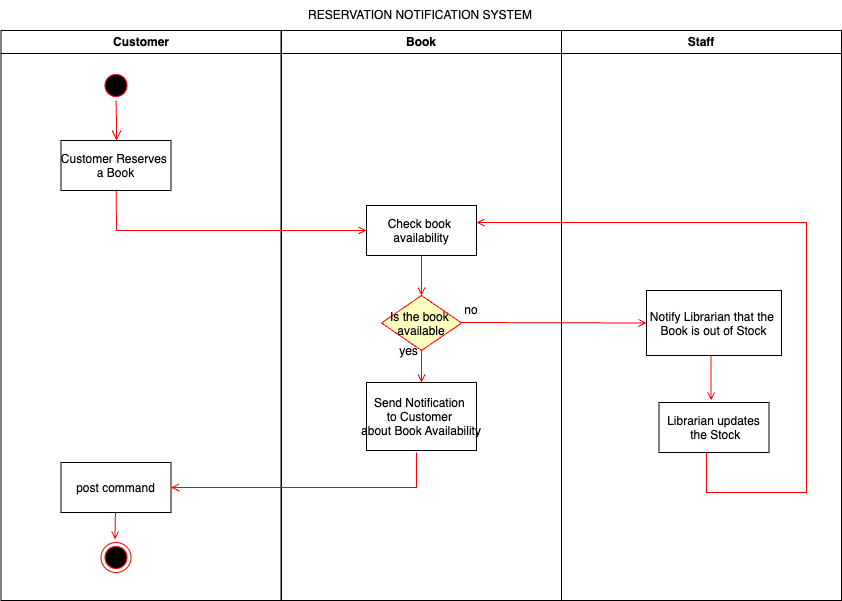 RESERVATION NOTIFICATION SYSTEM
Customer
Book
Staff
Customer Reserves
a Book
Check book
availability
Is the book
available
no
yes
Notify Librarian that the
Book is out of Stock
Send Notification
to Customer
about Book Availability
Librarian updates
the Stock
post command